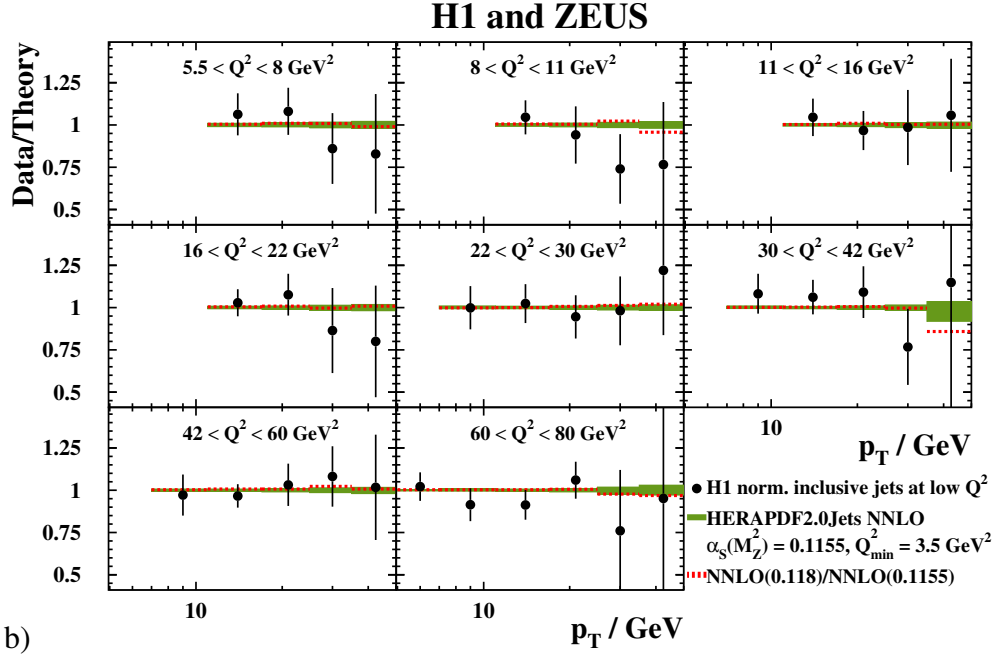 H1 and ZEUS
Data/Theory
5.5 < Q² < 8 GeV²
8 < Q² < 11 GeV²
11 < Q² < 16 GeV²
1.25
1
0.75
0.5
16 < Q² < 22 GeV²
22 < Q² < 30 GeV²
30 < Q² < 42 GeV²
1.25
1
0.75
0.5
10
p_T / GeV
42 < Q² < 60 GeV²
60 < Q² < 80 GeV²
1.25
1
0.75
0.5
H1 norm. inclusive jets at low Q²
HERAPDF2.0Jets NNLO
α_S(M_Z²) = 0.1155, Q²_min = 3.5 GeV²
NNLO(0.118)/NNLO(0.1155)
10
10
p_T / GeV
b)